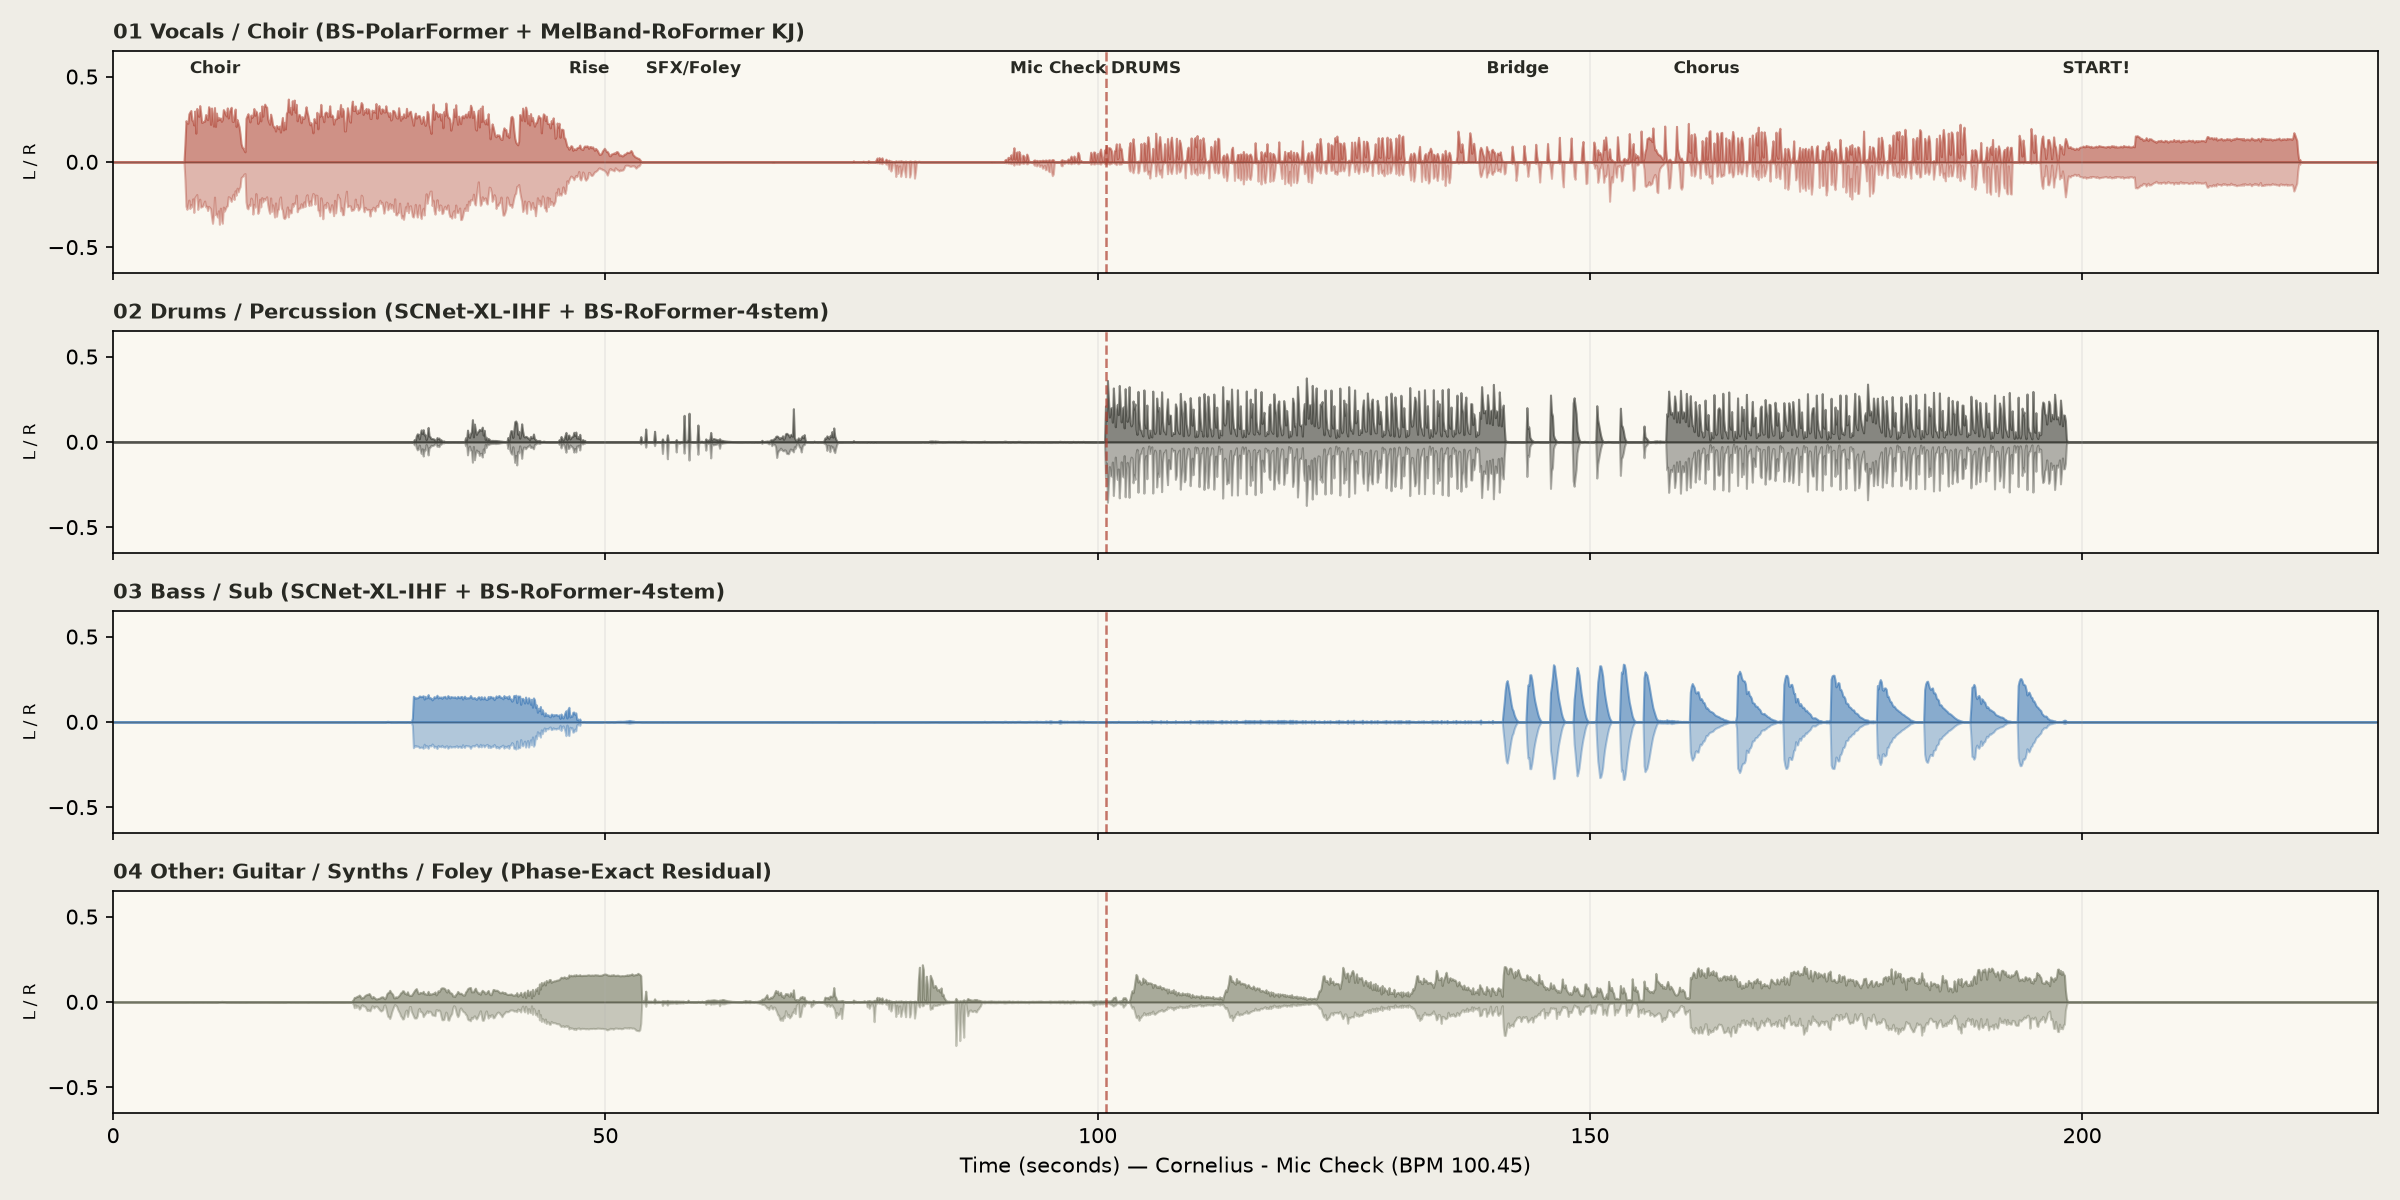 01 Vocals / Choir (BS-PolarFormer + MelBand-RoFormer KJ)
Choir Rise SFX/Foley Mic Check DRUMS Bridge Chorus START!
0.5
0.0
−0.5
L / R
02 Drums / Percussion (SCNet-XL-IHF + BS-RoFormer-4stem)
0.5
0.0
−0.5
L / R
03 Bass / Sub (SCNet-XL-IHF + BS-RoFormer-4stem)
0.5
0.0
−0.5
L / R
04 Other: Guitar / Synths / Foley (Phase-Exact Residual)
0.5
0.0
−0.5
L / R
0 50 100 150 200
Time (seconds) — Cornelius - Mic Check (BPM 100.45)